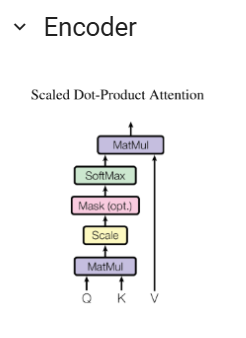 Encoder
Scaled Dot-Product Attention
MatMul
SoftMax
Mask (opt.)
Scale
MatMul
Q K V